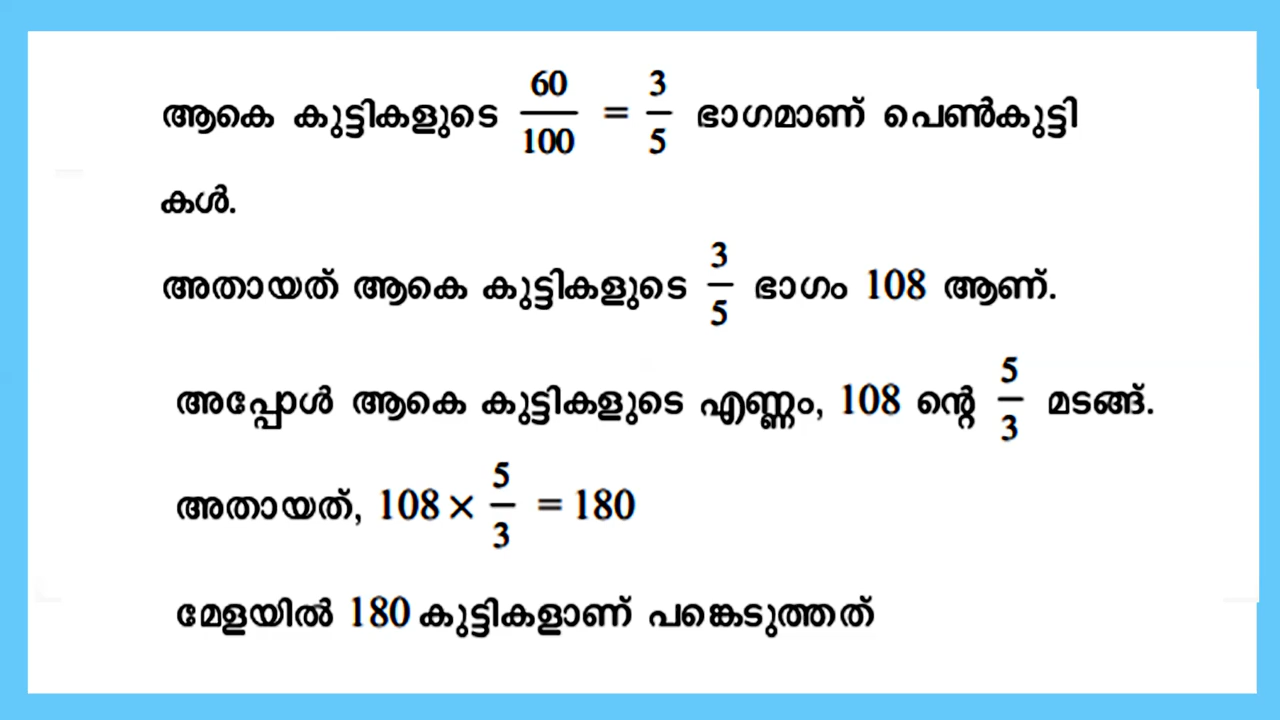 ആകെ കുട്ടികളുടെ 60/100 = 3/5 ഭാഗമാണ് പെൺകുട്ടി
കൾ.
അതായത് ആകെ കുട്ടികളുടെ 3/5 ഭാഗം 108 ആണ്.
അപ്പോൾ ആകെ കുട്ടികളുടെ എണ്ണം, 108 ന്റെ 5/3 മടങ്ങ്.
അതായത്, 108 × 5/3 = 180
മേളയിൽ 180 കുട്ടികളാണ് പങ്കെടുത്തത്